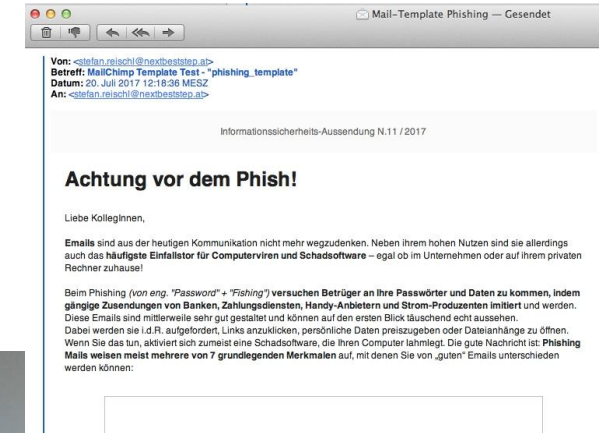 Mail-Template Phishing — Gesendet
Von: <stefan.reischl@nextbeststep.at>
Betreff: MailChimp Template Test - "phishing_template"
Datum: 20. Juli 2017 12:18:36 MESZ
An: <stefan.reischl@nextbeststep.at>
Informationssicherheits-Aussendung N.11 / 2017
Achtung vor dem Phish!
Liebe KollegInnen,
Emails sind aus der heutigen Kommunikation nicht mehr wegzudenken. Neben ihrem hohen Nutzen sind sie allerdings
auch das häufigste Einfallstor für Computerviren und Schadsoftware – egal ob im Unternehmen oder auf ihrem privaten
Rechner zuhause!
Beim Phishing (von eng. "Password" + "Fishing") versuchen Betrüger an Ihre Passwörter und Daten zu kommen, indem
gängige Zusendungen von Banken, Zahlungsdiensten, Handy-Anbietern und Strom-Produzenten imitiert und werden.
Diese Emails sind mittlerweile sehr gut gestaltet und können auf den ersten Blick täuschend echt aussehen.
Dabei werden sie i.d.R. aufgefordert, Links anzuklicken, persönliche Daten preiszugeben oder Dateianhänge zu öffnen.
Wenn Sie das tun, aktiviert sich zumeist eine Schadsoftware, die Ihren Computer lahmlegt. Die gute Nachricht ist: Phishing
Mails weisen meist mehrere von 7 grundlegenden Merkmalen auf, mit denen Sie von „guten“ Emails unterschieden
werden können: